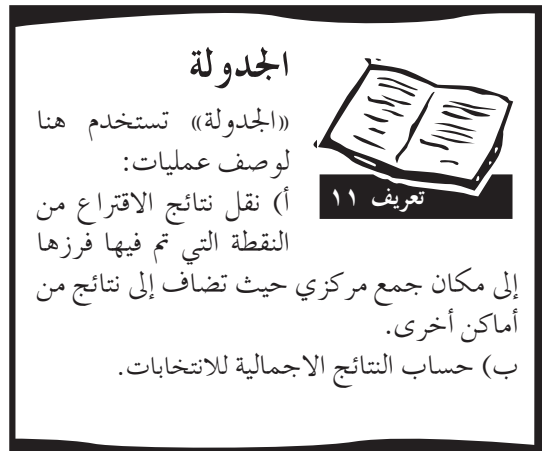 الجدولة
«الجدولة» تستخدم هنا
لوصف عمليات:
أ) نقل نتائج الاقتراع من
النقطة التي تم فيها فرزها
إلى مكان جمع مركزي حيث تضاف إلى نتائج من
أماكن أخرى.
ب) حساب النتائج الاجمالية للانتخابات.
تعريف ١١